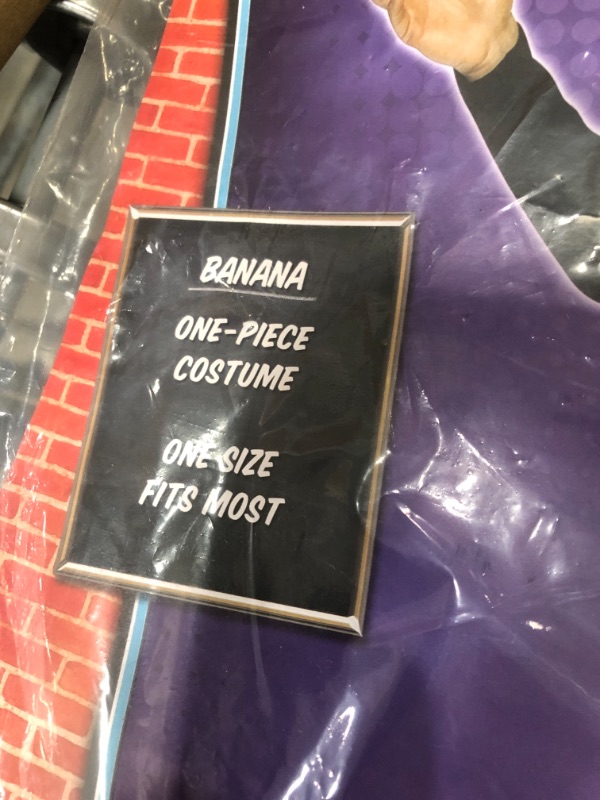 BANANA
ONE-PIECE
COSTUME
ONE SIZE
FITS MOST